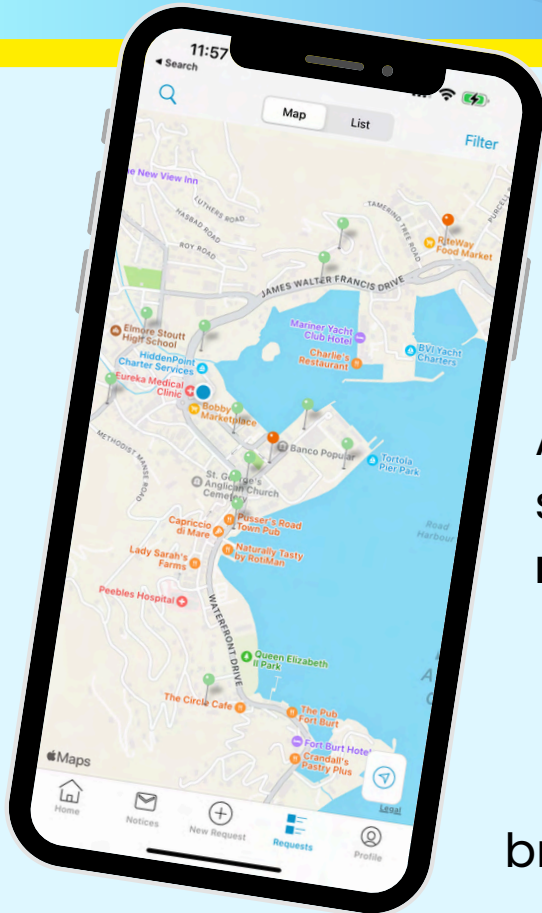 11:57
Search
Map
List
Filter
e New View Inn
LUTHERS ROAD
HASBAD ROAD
ROY ROAD
TAMERIND TREE ROAD
PURCELL
RiteWay
Food Market
JAMES WALTER FRANCIS DRIVE
Elmore Stoutt
High School
Mariner Yacht
Club Hotel
BVI Yacht
Charters
HiddenPoint
Charter Services
Charlie's
Restaurant
Eureka Medical
Clinic
Bobby
Marketplace
METHODIST MANSE ROAD
Banco Popular
Tortola
Pier Park
St. George's
Anglican Church
Cemetery
Road
Harbour
Capriccio
di Mare
Pusser's Road
Town Pub
Lady Sarah's
Farms
Naturally Tasty
by RotiMan
Peebles Hospital
WATERFRONT DRIVE
Queen Elizabeth
II Park
The Circle Cafe
The Pub
Fort Burt
Fort Burt Hotel
Crandall's
Pastry Plus
Maps
Legal
Home
Notices
New Request
Requests
Profile
br